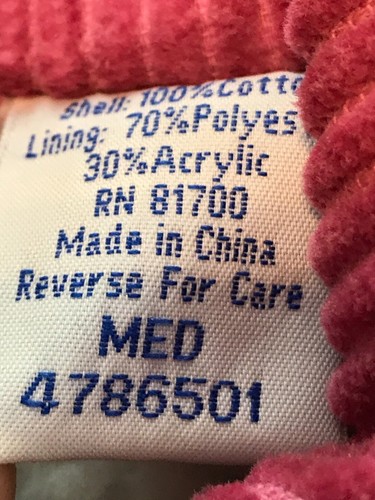 Shell: 100% Cotto
Lining: 70% Polyes
30% Acrylic
RN 81700
Made in China
Reverse For Care
MED
4786501